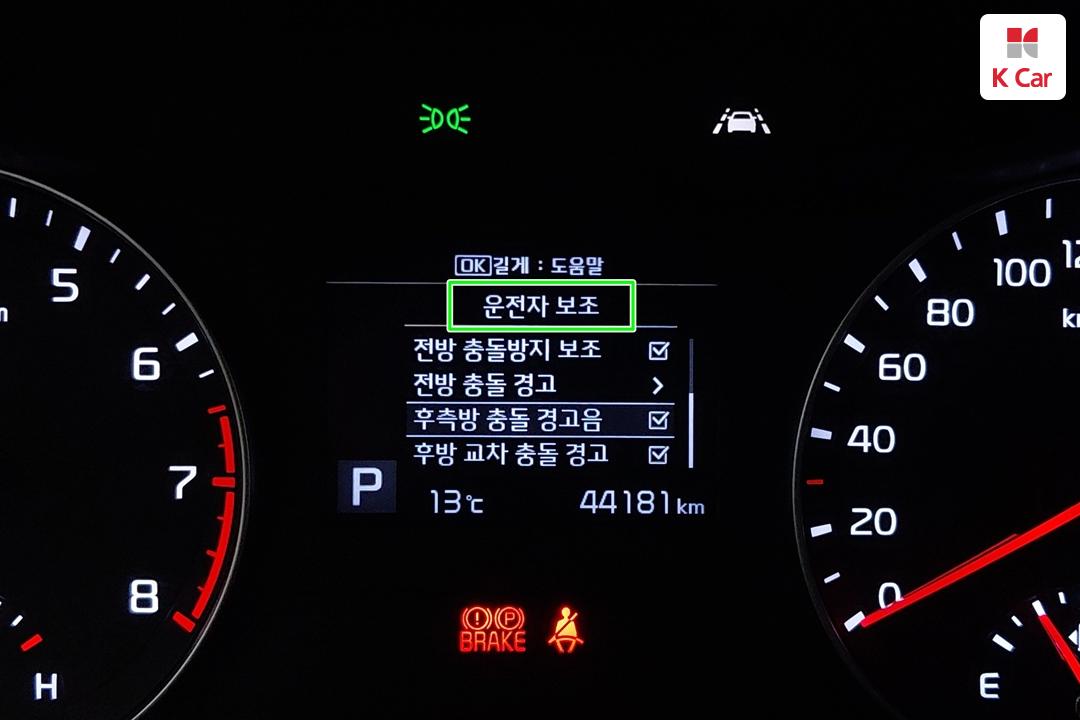 K Car
OK길게 : 도움말
운전자 보조
전방 충돌방지 보조
전방 충돌 경고
후측방 충돌 경고음
후방 교차 충돌 경고
P
13℃
44181km
BRAKE
P
5
6
7
8
H
100
80
60
40
20
0
E